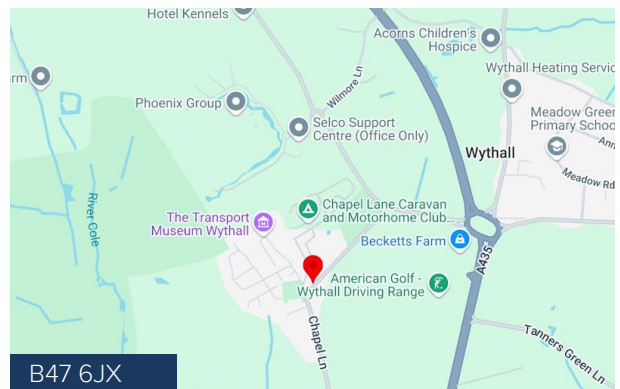 Hotel Kennels
Acorns Children's
Hospice
Wythall Heating Servic
arm
Wilmore Ln
Phoenix Group
Selco Support
Centre (Office Only)
Meadow Green
Primary Schoo
Ann
Wythall
Meadow Rd
River Cole
The Transport
Museum Wythall
Chapel Lane Caravan
and Motorhome Club...
Becketts Farm
A435
American Golf -
Wythall Driving Range
Chapel Ln
Tanners Green Ln
B47 6JX